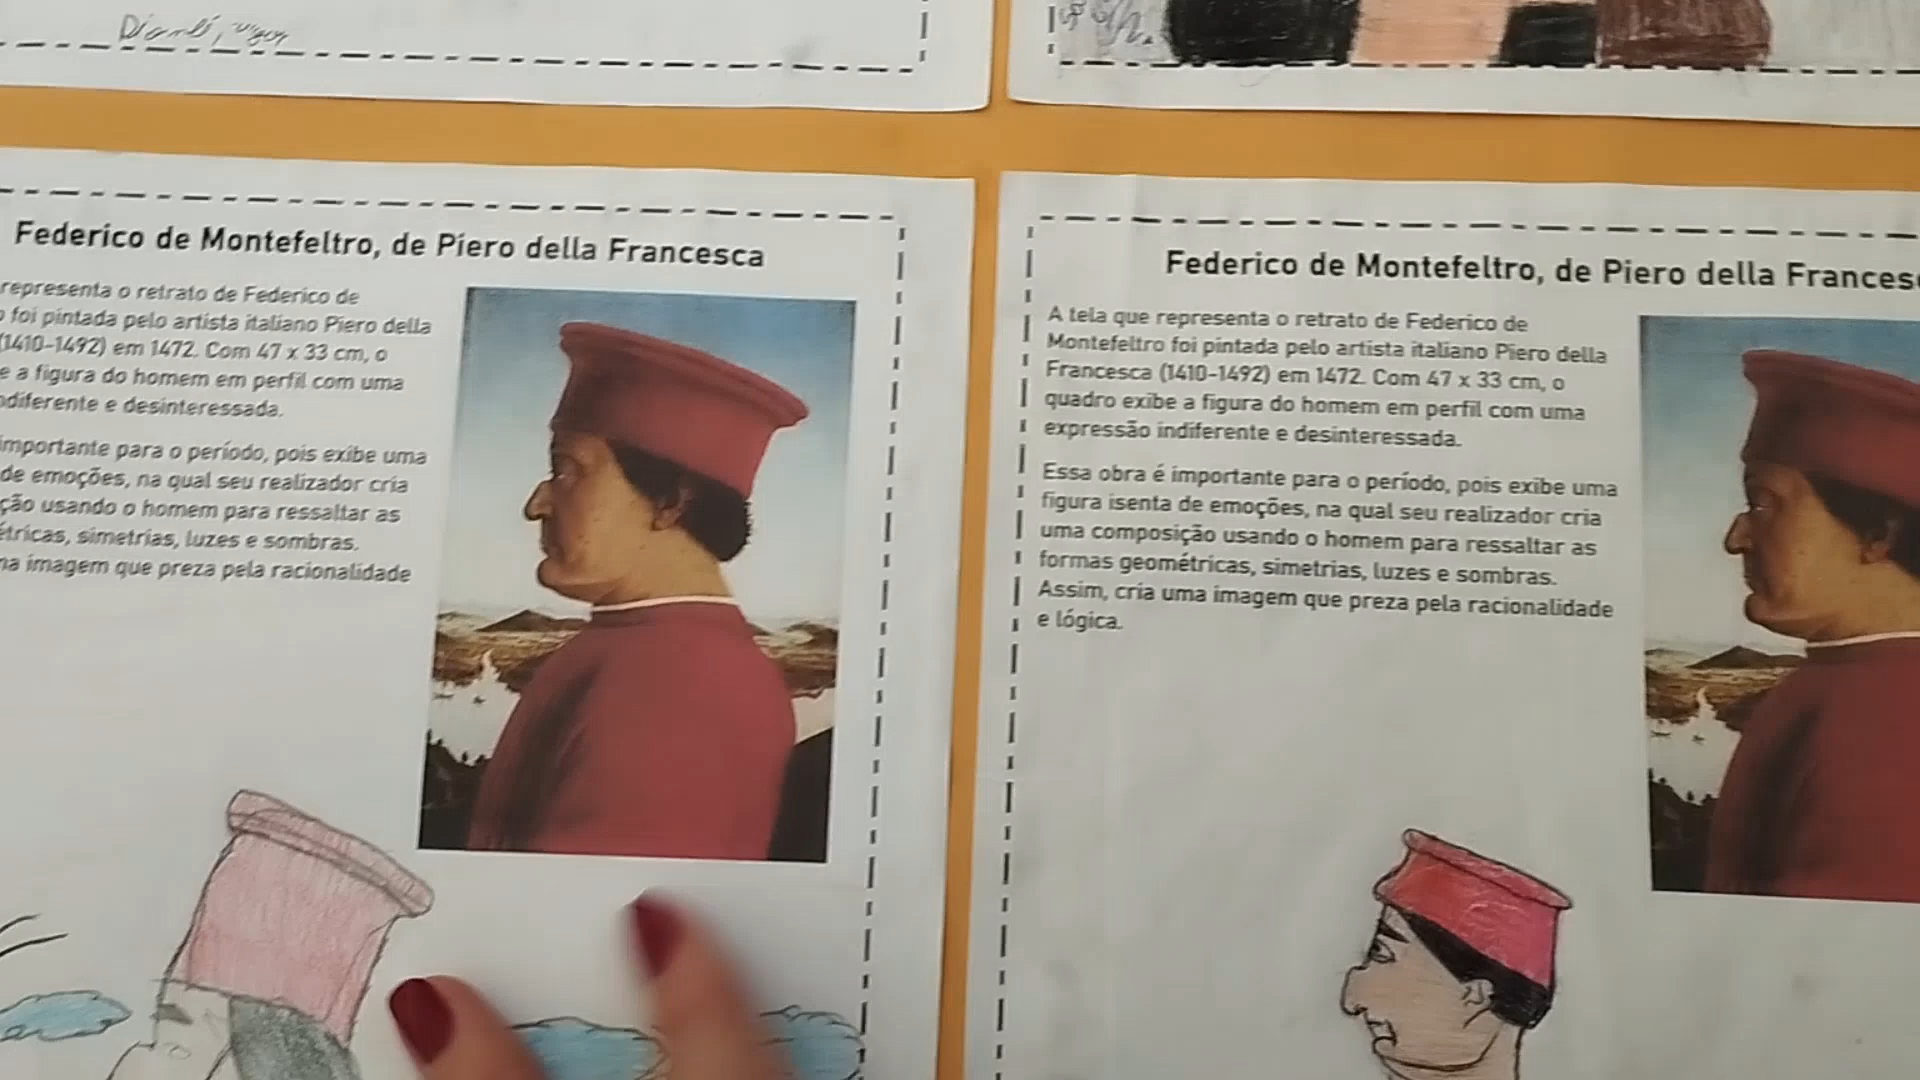 Federico de Montefeltro, de Piero della Francesca
representa o retrato de Federico de
foi pintada pelo artista italiano Piero della
(1410-1492) em 1472. Com 47 x 33 cm, o
e a figura do homem em perfil com uma
ndiferente e desinteressada.
importante para o período, pois exibe uma
de emoções, na qual seu realizador cria
ção usando o homem para ressaltar as
étricas, simetrias, luzes e sombras.
ma imagem que preza pela racionalidade
Federico de Montefeltro, de Piero della Frances
A tela que representa o retrato de Federico de
Montefeltro foi pintada pelo artista italiano Piero della
Francesca (1410-1492) em 1472. Com 47 x 33 cm, o
quadro exibe a figura do homem em perfil com uma
expressão indiferente e desinteressada.
Essa obra é importante para o período, pois exibe uma
figura isenta de emoções, na qual seu realizador cria
uma composição usando o homem para ressaltar as
formas geométricas, simetrias, luzes e sombras.
Assim, cria uma imagem que preza pela racionalidade
e lógica.